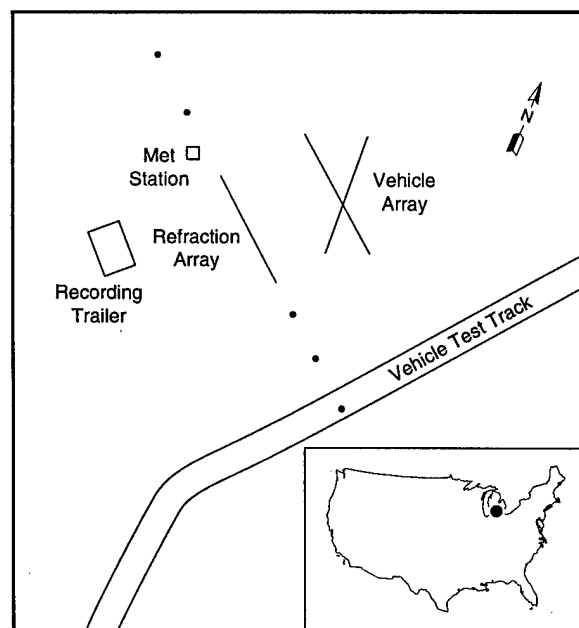 N
Met
Station
Vehicle
Array
Refraction
Array
Recording
Trailer
Vehicle Test Track